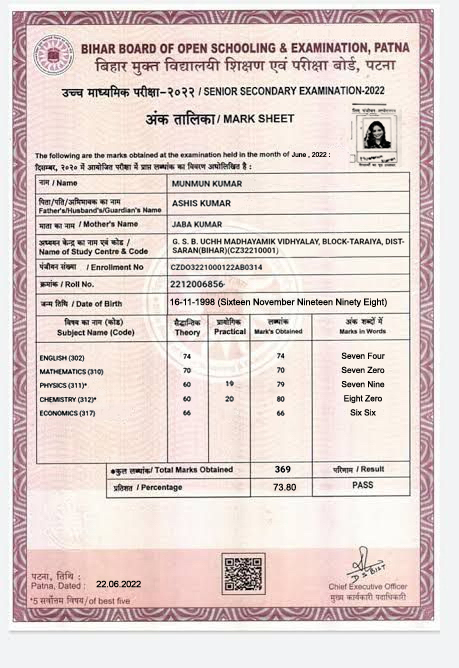 BIHAR BOARD OF OPEN SCHOOLING & EXAMINATION, PATNA
बिहार मुक्त विद्यालयी शिक्षण एवं परीक्षा बोर्ड, पटना
उच्च माध्यमिक परीक्षा-२०२२ / SENIOR SECONDARY EXAMINATION-2022
अंक तालिका / MARK SHEET
The following are the marks obtained at the examination held in the month of June , 2022 :
दिसम्बर, २०२० में आयोजित परीक्षा में प्राप्त लब्धांक का विवरण अधोलिखित है :
नाम / Name MUNMUN KUMAR
पिता/पति/अभिभावक का नाम
Father's/Husband's/Guardian's Name ASHIS KUMAR
माता का नाम / Mother's Name JABA KUMAR
अध्ययन केन्द्र का नाम एवं कोड /
Name of Study Centre & Code G. S. B. UCHH MADHAYAMIK VIDHYALAY, BLOCK-TARAIYA, DIST-
SARAN(BIHAR)(CZ32210001)
पंजीयन संख्या / Enrollment No CZDO3221000122AB0314
क्रमांक / Roll No. 2212006856
जन्म तिथि / Date of Birth 16-11-1998 (Sixteen November Nineteen Ninety Eight)
विषय का नाम (कोड) सैद्धान्तिक प्रायोगिक लब्धांक अंक शब्दों में
Subject Name (Code) Theory Practical Mark's Obtained Marks in Words
ENGLISH (302) 74 74 Seven Four
MATHEMATICS (310) 70 70 Seven Zero
PHYSICS (311)* 60 19 79 Seven Nine
CHEMISTRY (312)* 60 20 80 Eight Zero
ECONOMICS (317) 66 66 Six Six
*कुल लब्धांक/ Total Marks Obtained 369 परिणाम / Result
प्रतिशत / Percentage 73.80 PASS
पटना, तिथि :
Patna, Dated : 22.06.2022
*5 सर्वोत्तम विषय/of best five
Chief Executive Officer
मुख्य कार्यकारी पदाधिकारी